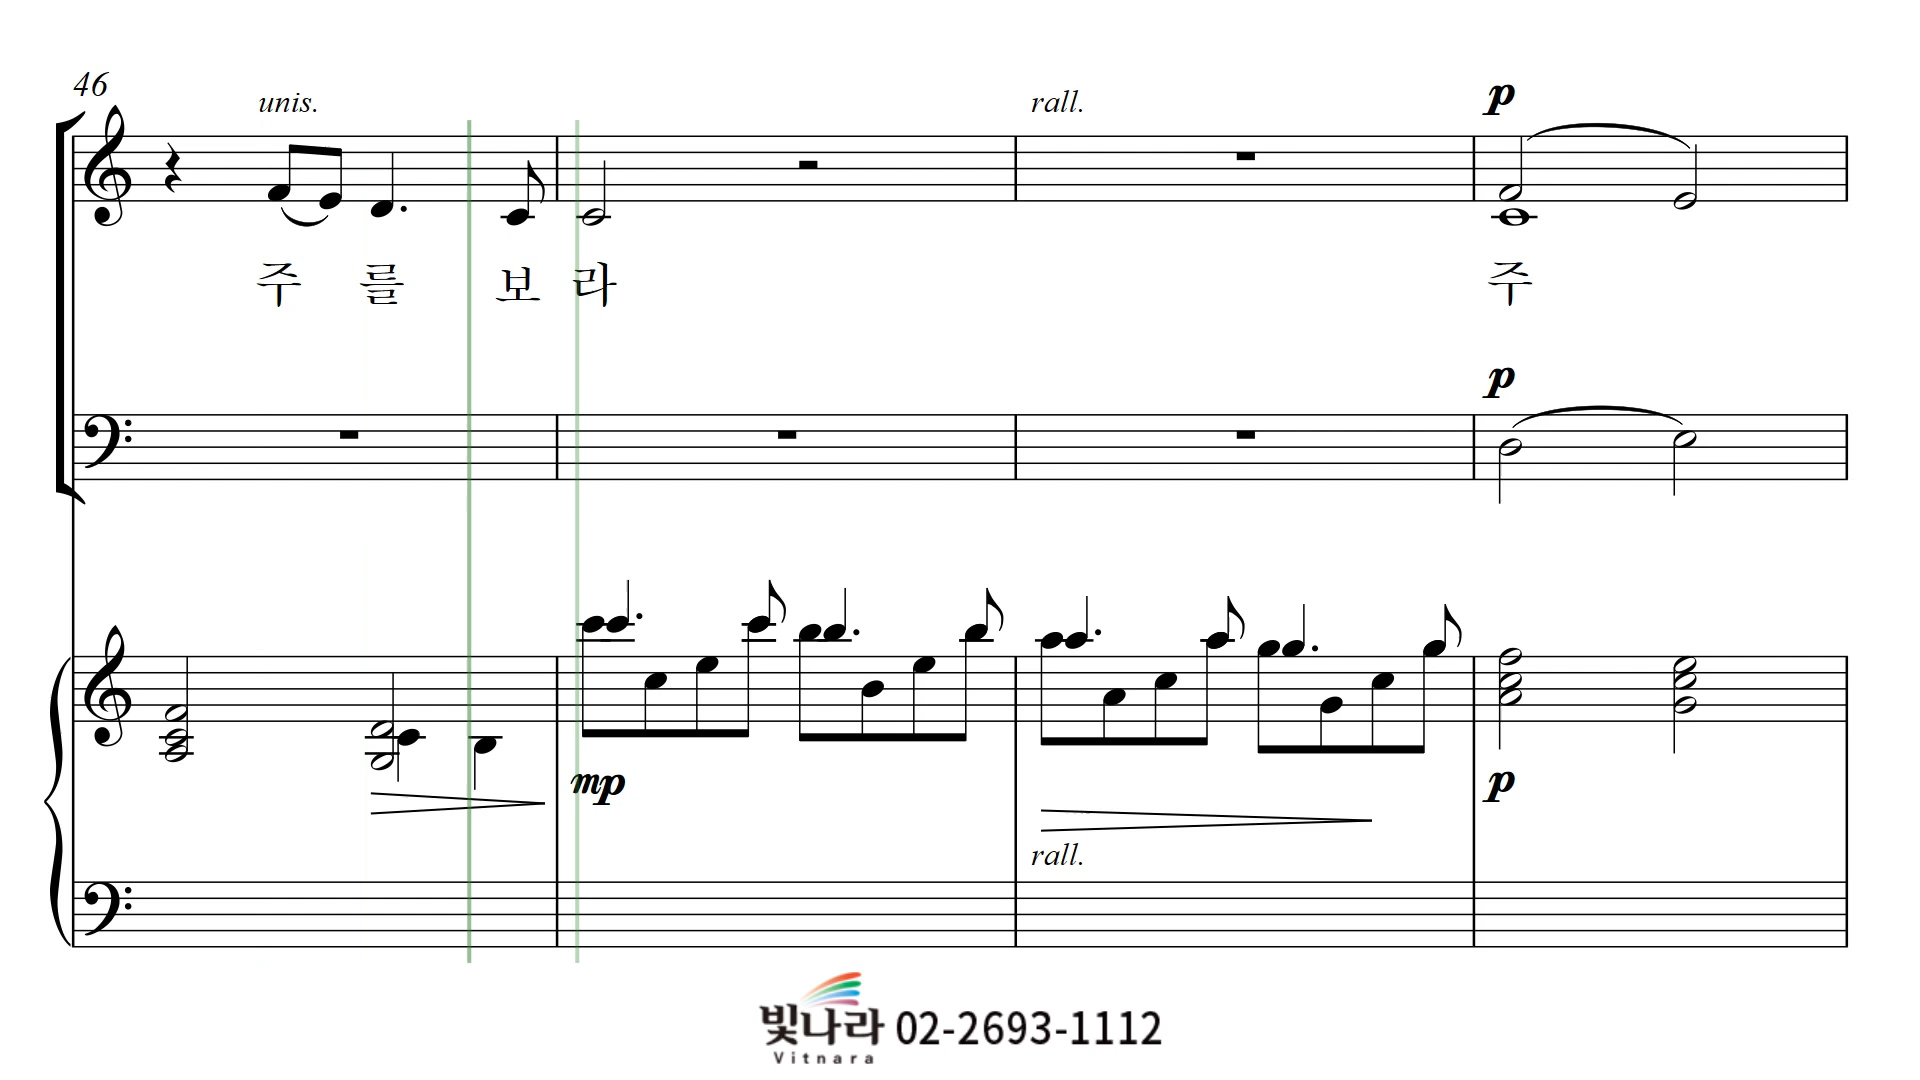 46
unis.
rall.
p
주 를 보 라 주
p
mp
p
rall.
빛나라 02-2693-1112
Vitnara